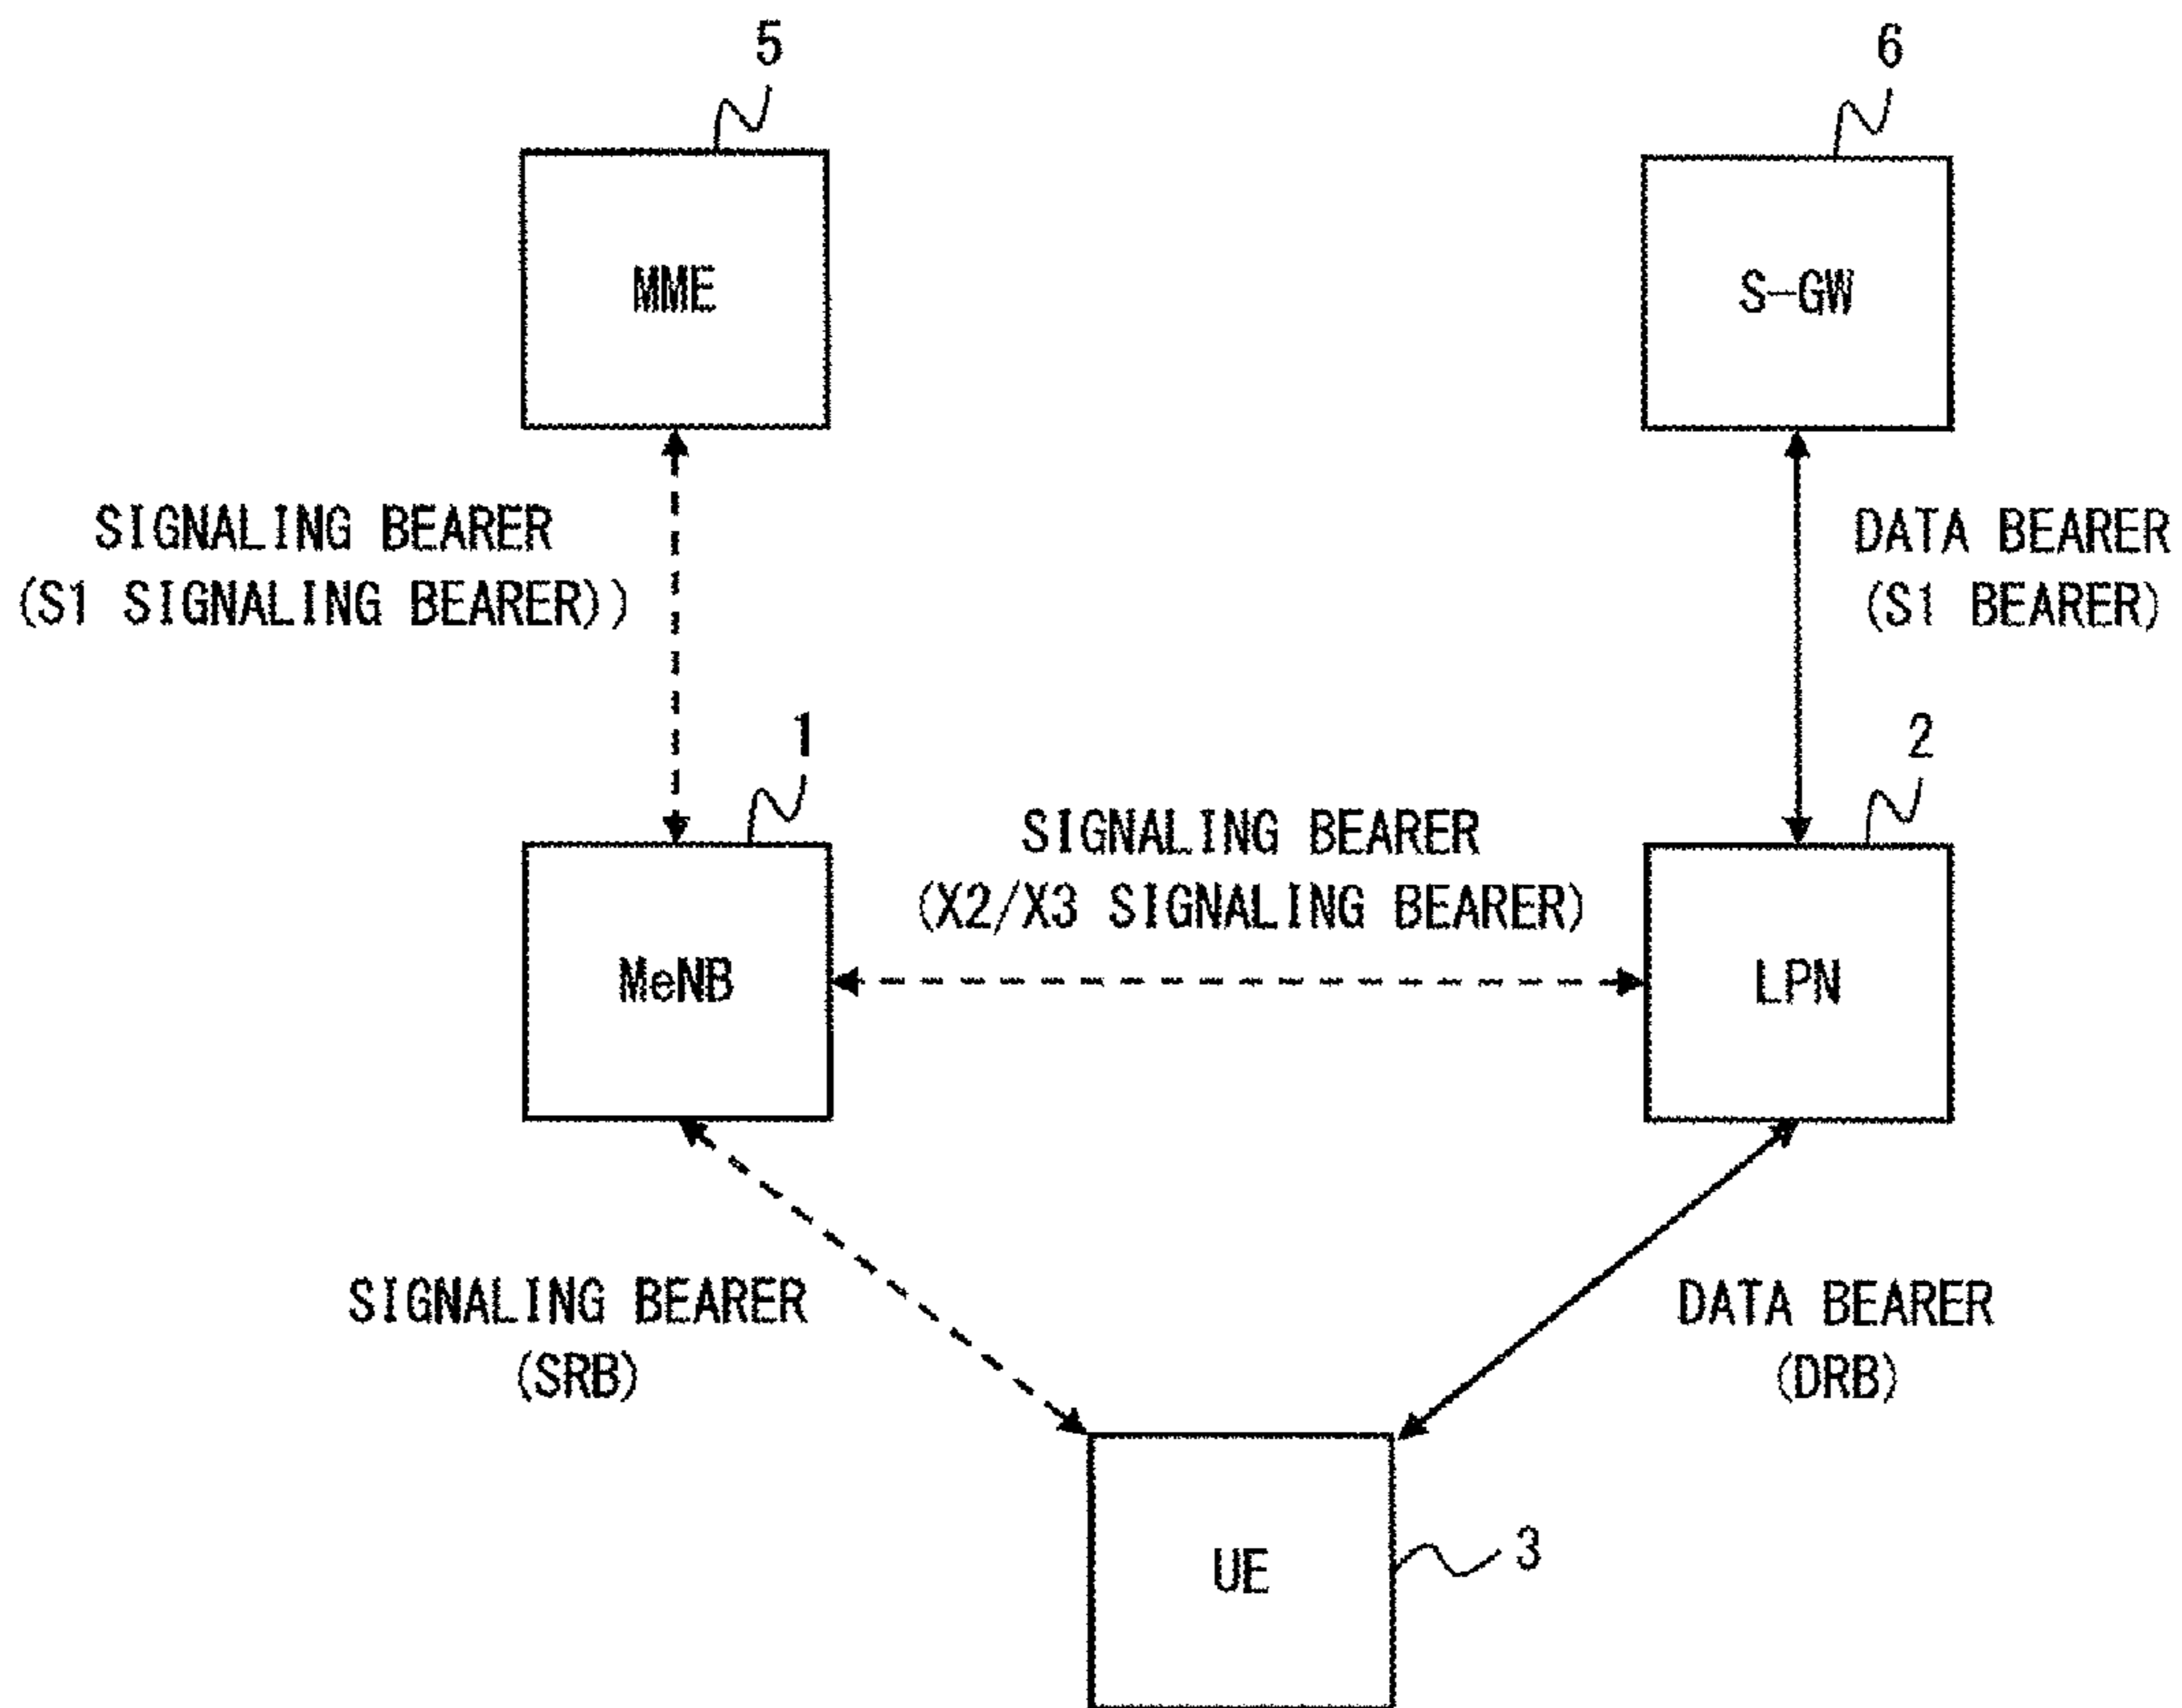 5
6
MME
S-GW
SIGNALING BEARER
(S1 SIGNALING BEARER))
DATA BEARER
(S1 BEARER)
1
2
SIGNALING BEARER
(X2/X3 SIGNALING BEARER)
MeNB
LPN
SIGNALING BEARER
(SRB)
DATA BEARER
(DRB)
UE
3